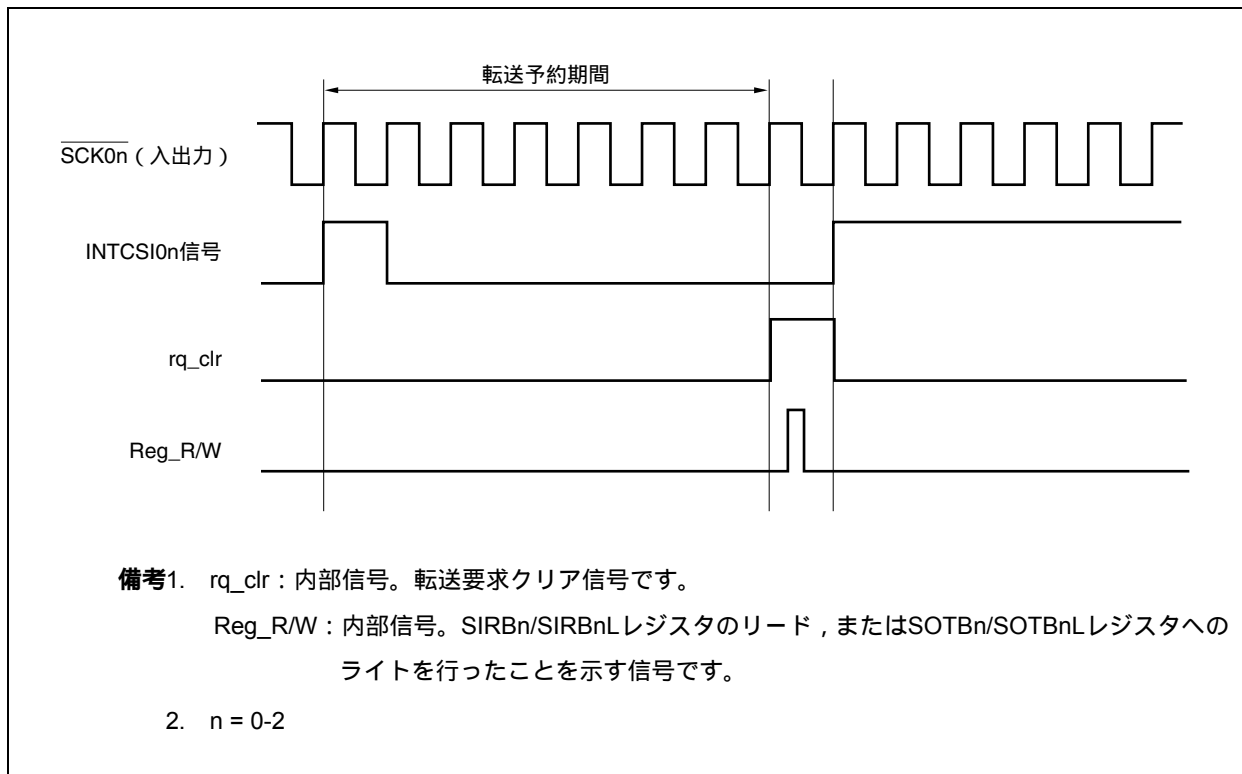 転送予約期間
SCK0n（入出力）
INTCSI0n信号
rq_clr
Reg_R/W
備考1. rq_clr：内部信号。転送要求クリア信号です。
Reg_R/W：内部信号。SIRBn/SIRBnLレジスタのリード，またはSOTBn/SOTBnLレジスタへの
ライトを行ったことを示す信号です。
2. n = 0-2